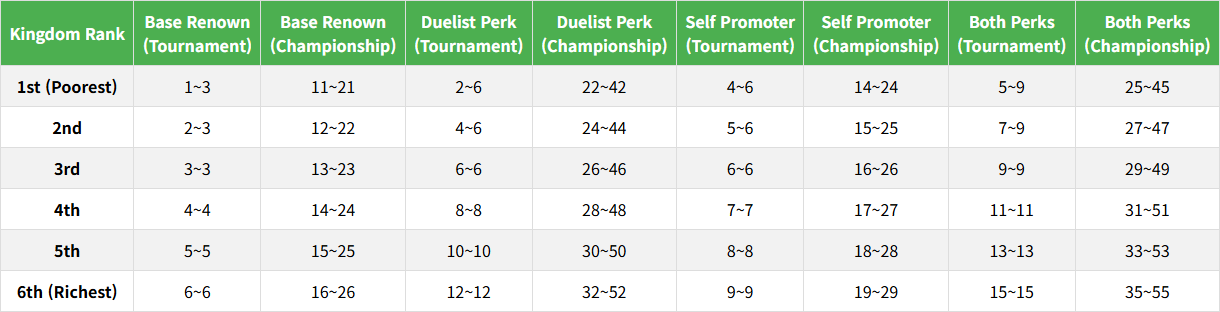 Kingdom Rank Base Renown (Tournament) Base Renown (Championship) Duelist Perk (Tournament) Duelist Perk (Championship) Self Promoter (Tournament) Self Promoter (Championship) Both Perks (Tournament) Both Perks (Championship)
1st (Poorest) 1~3 11~21 2~6 22~42 4~6 14~24 5~9 25~45
2nd 2~3 12~22 4~6 24~44 5~6 15~25 7~9 27~47
3rd 3~3 13~23 6~6 26~46 6~6 16~26 9~9 29~49
4th 4~4 14~24 8~8 28~48 7~7 17~27 11~11 31~51
5th 5~5 15~25 10~10 30~50 8~8 18~28 13~13 33~53
6th (Richest) 6~6 16~26 12~12 32~52 9~9 19~29 15~15 35~55